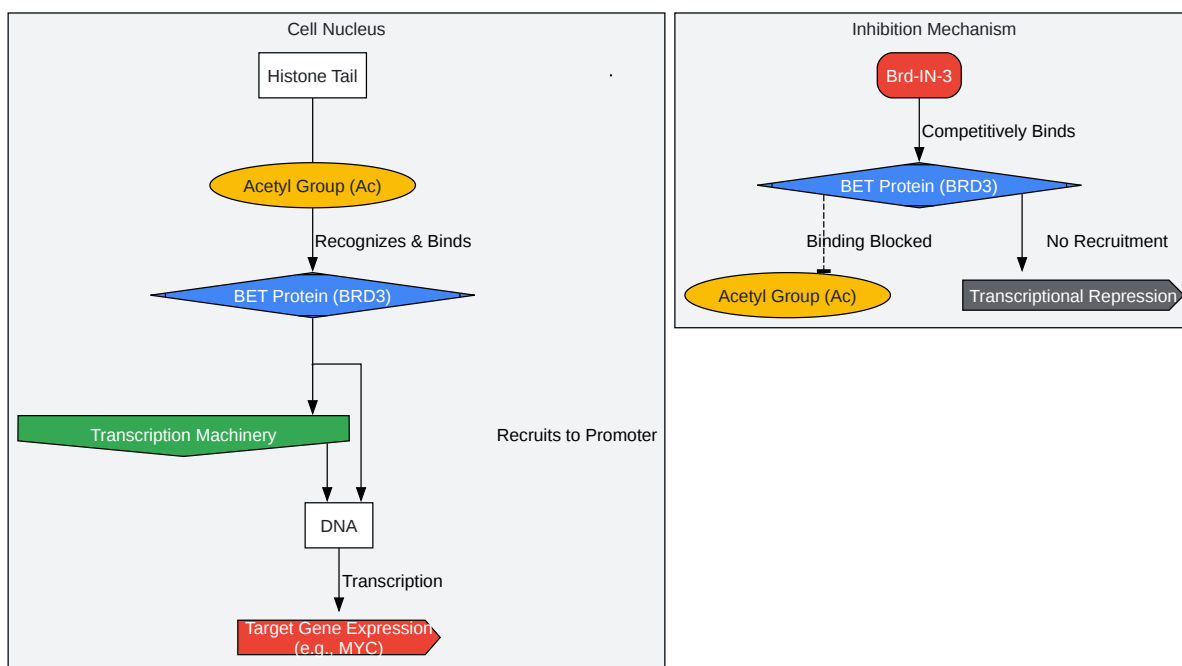 Cell Nucleus
Histone Tail
Acetyl Group (Ac)
Recognizes & Binds
BET Protein (BRD3)
Transcription Machinery
Recruits to Promoter
DNA
Transcription
Target Gene Expression
(e.g., MYC)
Inhibition Mechanism
Brd-IN-3
Competitively Binds
BET Protein (BRD3)
Binding Blocked
No Recruitment
Acetyl Group (Ac)
Transcriptional Repression